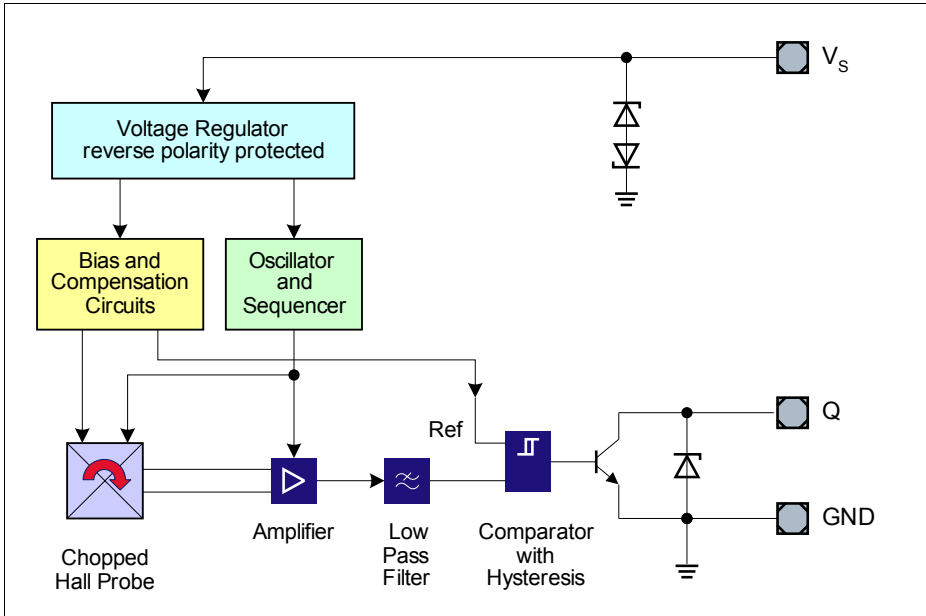 V_S
Voltage Regulator
reverse polarity protected
Bias and
Compensation
Circuits
Oscillator
and
Sequencer
Ref
Q
GND
Amplifier
Low
Pass
Filter
Comparator
with
Hysteresis
Chopped
Hall Probe